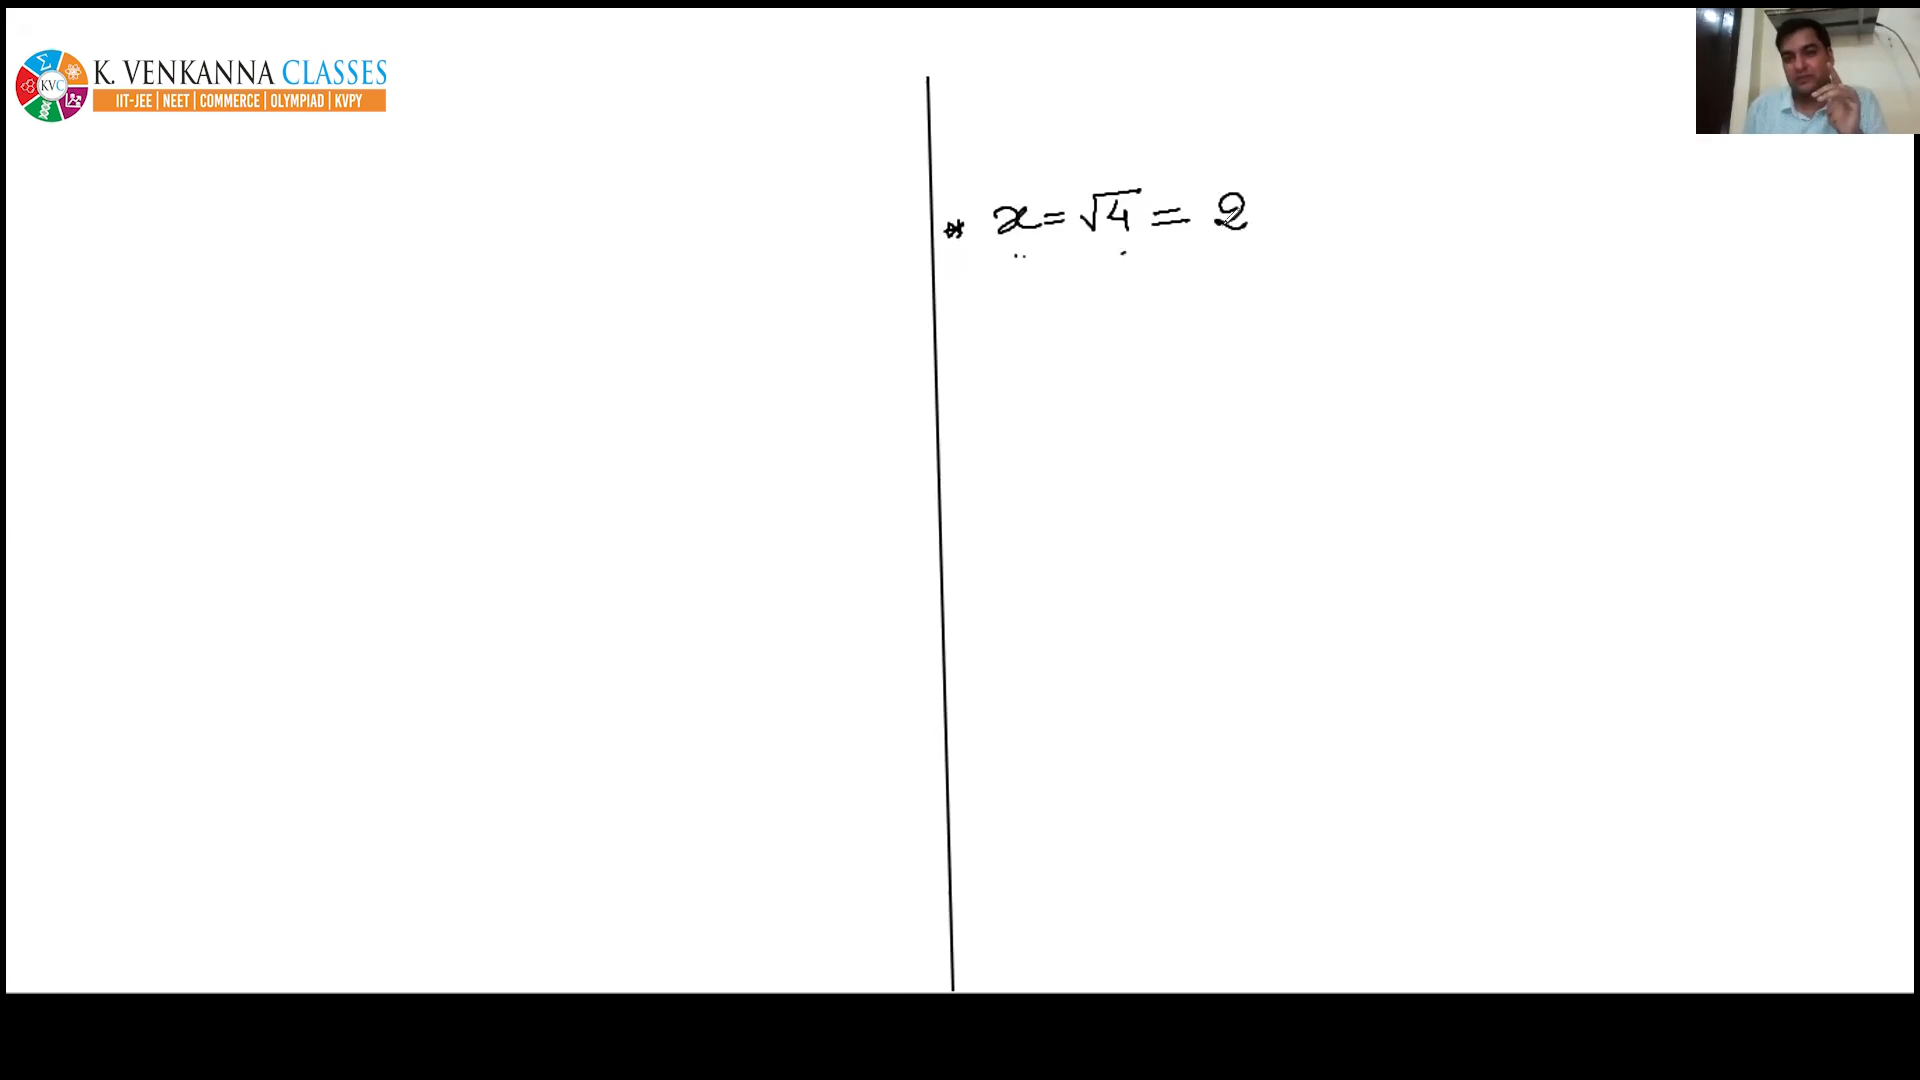 K. VENKANNA CLASSES
IIT-JEE | NEET | COMMERCE | OLYMPIAD | KVPY
KVC
* x = √4 = 2